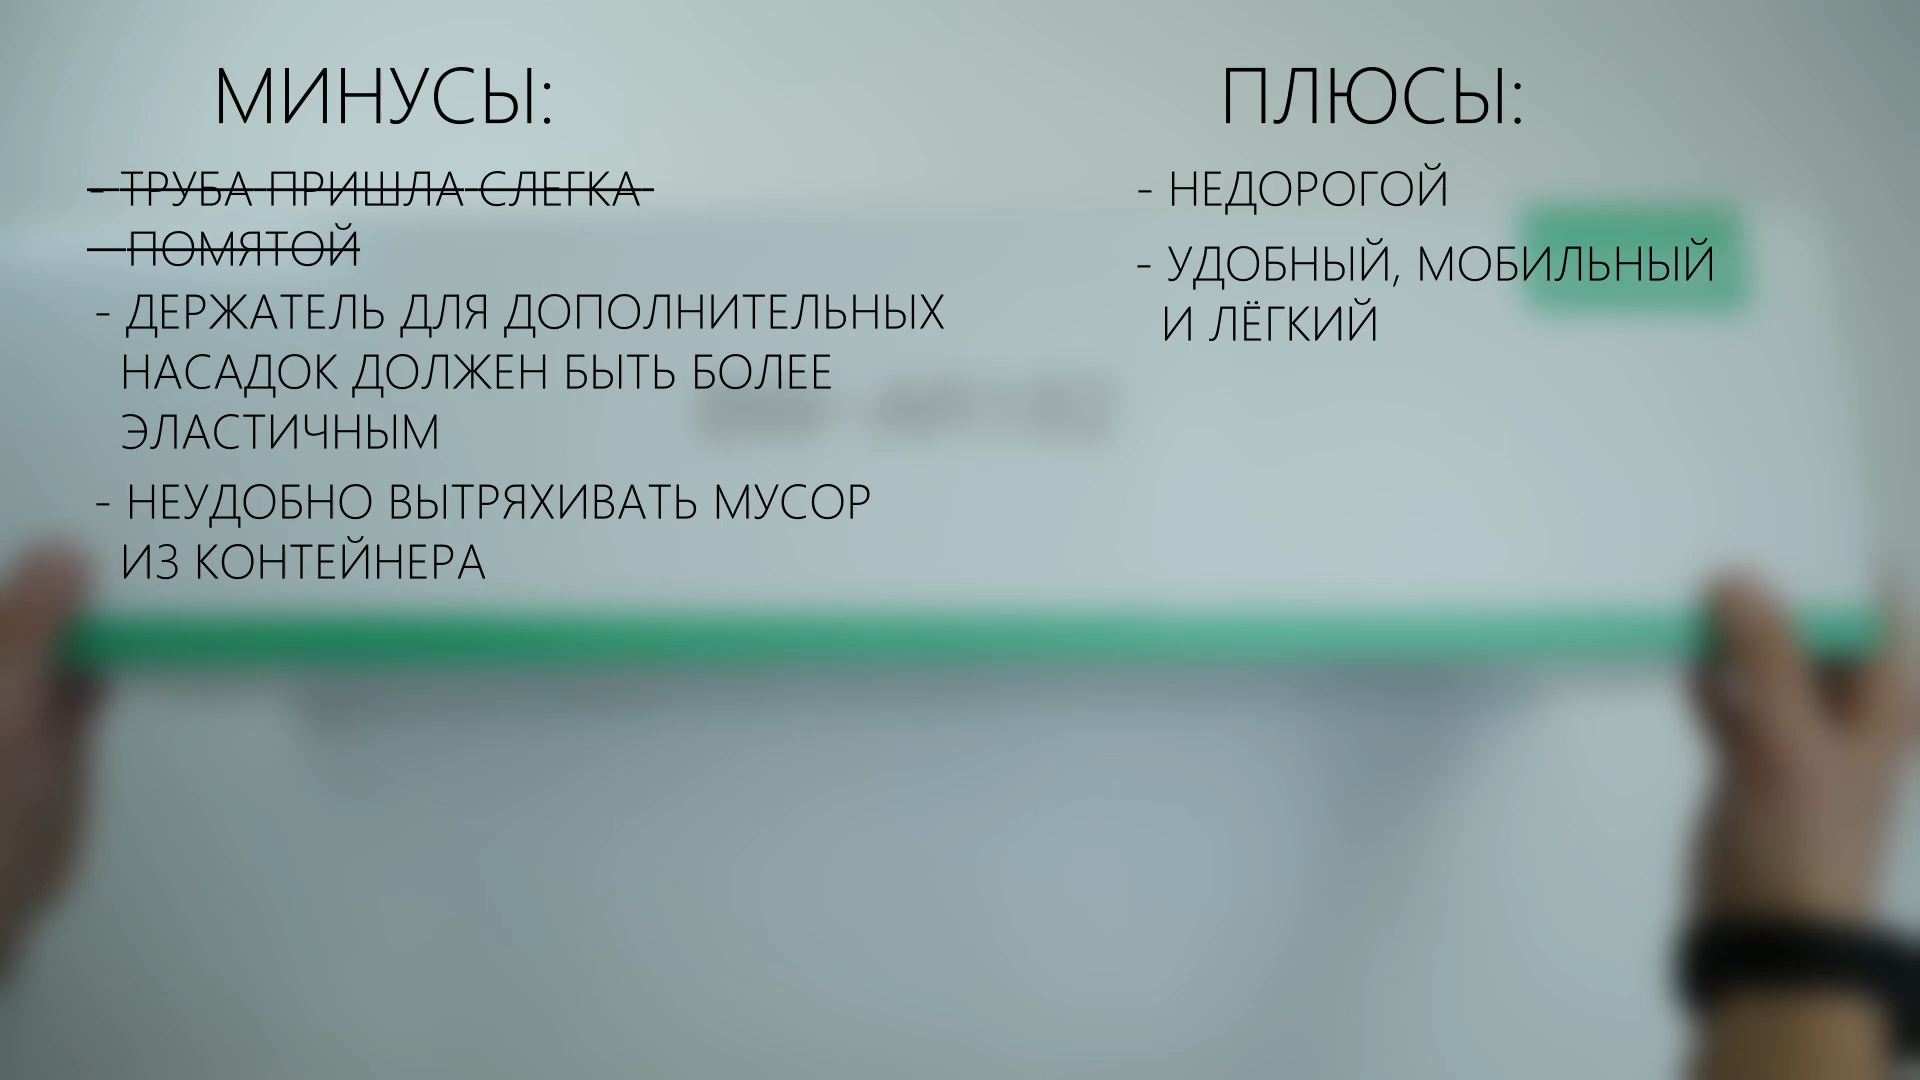 МИНУСЫ:
- ТРУБА ПРИШЛА СЛЕГКА
ПОМЯТОЙ
- ДЕРЖАТЕЛЬ ДЛЯ ДОПОЛНИТЕЛЬНЫХ
НАСАДОК ДОЛЖЕН БЫТЬ БОЛЕЕ
ЭЛАСТИЧНЫМ
- НЕУДОБНО ВЫТРЯХИВАТЬ МУСОР
ИЗ КОНТЕЙНЕРА
ПЛЮСЫ:
- НЕДОРОГОЙ
- УДОБНЫЙ, МОБИЛЬНЫЙ
И ЛЁГКИЙ